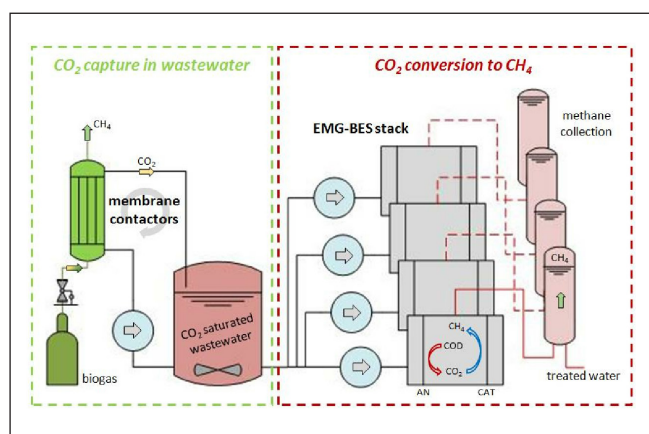 CO₂ capture in wastewater
CO₂ conversion to CH₄
CH₄
CO₂
membrane
contactors
biogas
CO₂ saturated
wastewater
EMG-BES stack
methane
collection
CH₄
CH₄
COD
CO₂
AN
CAT
treated water